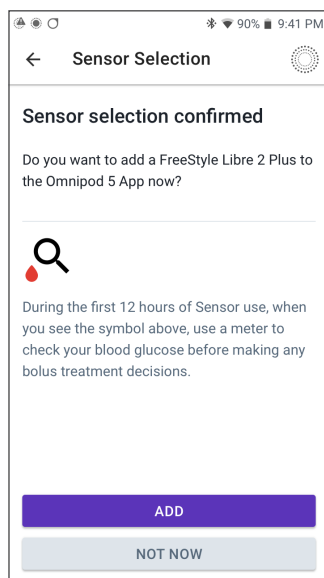 90% 9:41 PM
Sensor Selection
Sensor selection confirmed
Do you want to add a FreeStyle Libre 2 Plus to
the Omnipod 5 App now?
During the first 12 hours of Sensor use, when
you see the symbol above, use a meter to
check your blood glucose before making any
bolus treatment decisions.
ADD
NOT NOW